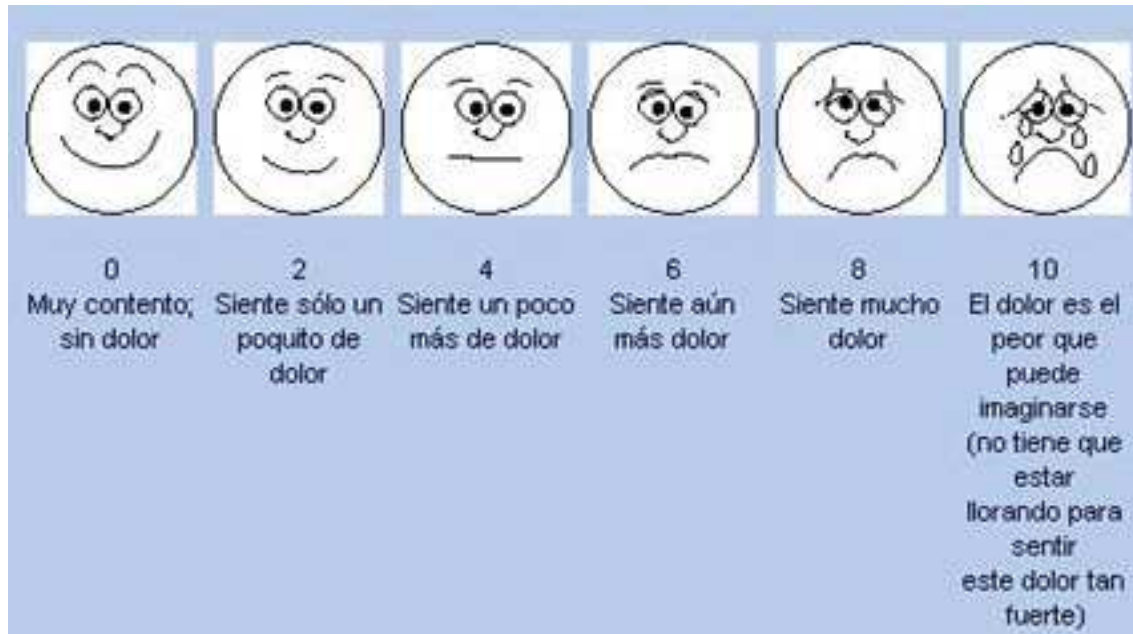 0
Muy contento;
sin dolor
2
Siente sólo un
poquito de
dolor
4
Siente un poco
más de dolor
6
Siente aún
más dolor
8
Siente mucho
dolor
10
El dolor es el
peor que
puede
imaginarse
(no tiene que
estar
llorando para
sentir
este dolor tan
fuerte)